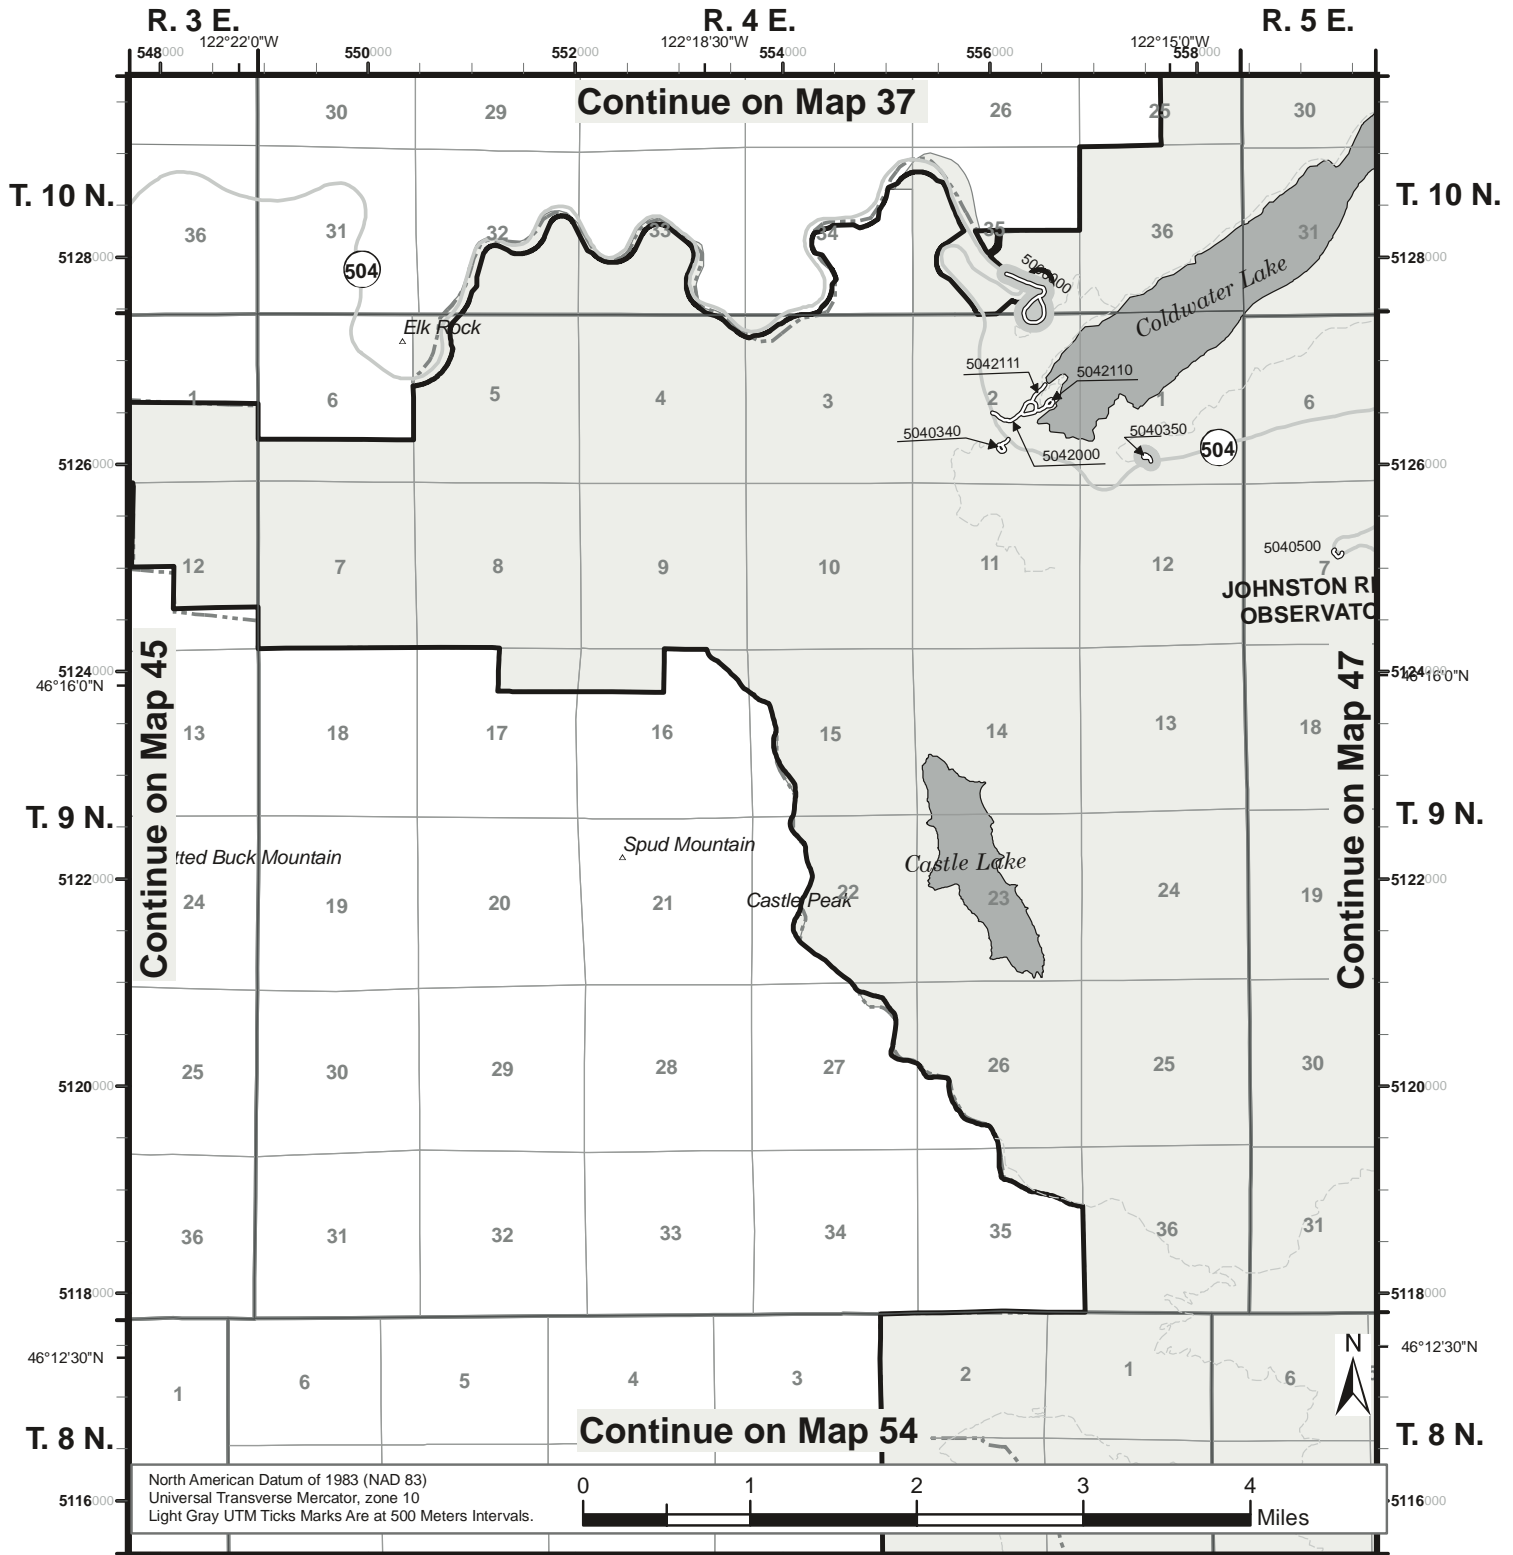 R. 3 E. R. 4 E. R. 5 E.
122°22'0"W 122°18'30"W 122°15'0"W
548000 550000 552000 554000 556000 558000
Continue on Map 37
30 29 26 25 30
T. 10 N. T. 10 N.
36 31 32 33 34 35 36 31
5128000 5128000
504
5000000
Coldwater Lake
Elk Rock
5042111 5042110
1 6 5 4 3 2 1 6
5040340 5042000 5040350 504
5126000 5126000
5040500
12 7 8 9 10 11 12 7
JOHNSTON RI
OBSERVATO
Continue on Map 45
Continue on Map 47
5124000 5124000
46°16'0"N 46°16'0"N
13 18 17 16 15 14 13 18
T. 9 N. T. 9 N.
tted Buck Mountain Spud Mountain Castle Lake
5122000 5122000
Castle Peak
24 19 20 21 22 23 24 19
25 30 29 28 27 26 25 30
5120000 5120000
36 31 32 33 34 35 36 31
5118000 5118000
N
46°12'30"N 46°12'30"N
1 6 5 4 3 2 1 6
T. 8 N. Continue on Map 54 T. 8 N.
North American Datum of 1983 (NAD 83)
Universal Transverse Mercator, zone 10
Light Gray UTM Ticks Marks Are at 500 Meters Intervals.
0 1 2 3 4
Miles
5116000 5116000